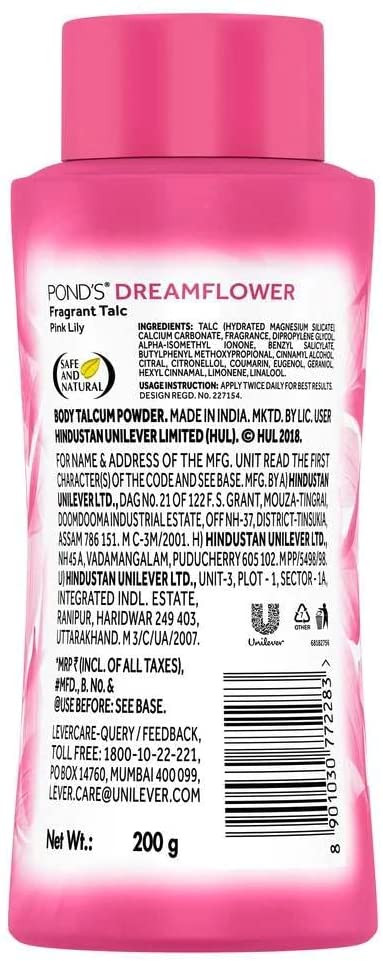 POND'S® DREAMFLOWER
Fragrant Talc
Pink Lily
INGREDIENTS: TALC (HYDRATED MAGNESIUM SILICATE)
CALCIUM CARBONATE, FRAGRANCE, DIPROPYLENE GLYCOL
ALPHA-ISOMETHYL IONONE, BENZYL SALICYLATE,
BUTYLPHENYL METHOXYPROPIONAL, CINNAMYL ALCOHOL
CITRAL, CITRONELLOL, COUMARIN, EUGENOL, GERANIOL
HEXYL CINNAMAL, LIMONENE, LINALOOL.
USAGE INSTRUCTION: APPLY TWICE DAILY FOR BEST RESULTS.
DESIGN REGD. NO. 227154.
SAFE
AND
NATURAL
BODY TALCUM POWDER. MADE IN INDIA. MKTD. BY LIC. USER
HINDUSTAN UNILEVER LIMITED (HUL). © HUL 2018.
FOR NAME & ADDRESS OF THE MFG. UNIT READ THE FIRST
CHARACTER(S) OF THE CODE AND SEE BASE. MFG. BY A) HINDUSTAN
UNILEVER LTD., DAG NO. 21 OF 122 F.S. GRANT, MOUZA-TINGRAI,
DOOMDOOMA INDUSTRIAL ESTATE, OFF NH-37, DISTRICT-TINSUKIA,
ASSAM 786 151. M C-3M/2001. H) HINDUSTAN UNILEVER LTD.,
NH 45 A, VADAMANGALAM, PUDUCHERRY 605 102. MPP/5498/98.
U) HINDUSTAN UNILEVER LTD., UNIT-3, PLOT - 1, SECTOR - 1A,
INTEGRATED INDL. ESTATE,
RANIPUR, HARIDWAR 249 403,
UTTARAKHAND. M 3/C/UA/2007.
Unilever
7
OTHER
68182756
*MRP₹ (INCL. OF ALL TAXES),
#MFD., B. NO. &
@USE BEFORE: SEE BASE.
LEVERCARE-QUERY / FEEDBACK,
TOLL FREE: 1800-10-22-221,
PO BOX 14760, MUMBAI 400 099,
LEVER.CARE@UNILEVER.COM
8 901030 772283 >
Net Wt.: 200 g